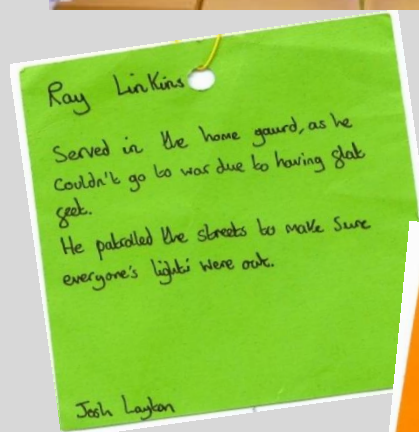 Ray Linkins
Served in the home gaurd, as he
couldn't go to war due to having flat
feet.
He patrolled the streets to make sure
everyone's lights were out.
Josh Layton